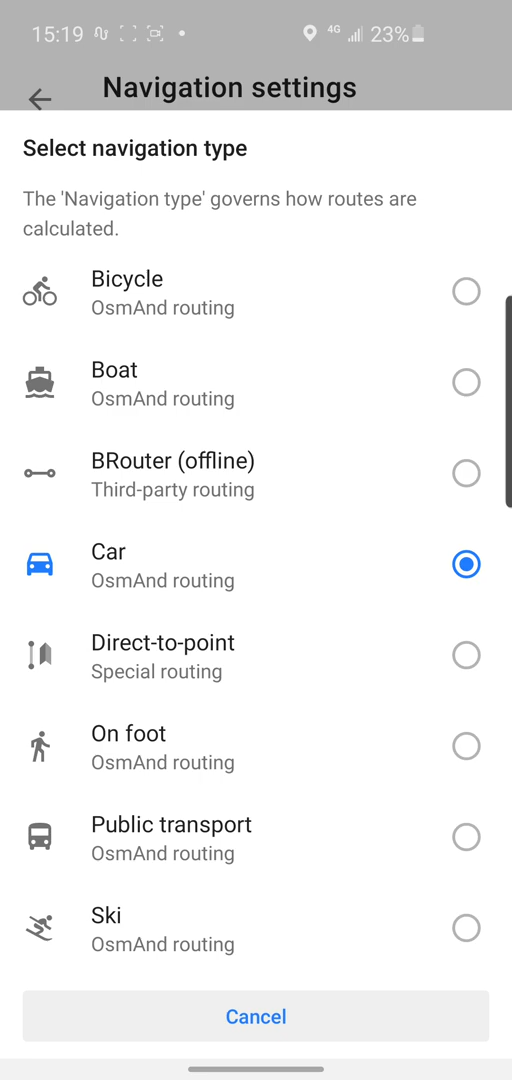 15:19 4G 23%
Navigation settings
Select navigation type
The 'Navigation type' governs how routes are
calculated.
Bicycle
OsmAnd routing
Boat
OsmAnd routing
BRouter (offline)
Third-party routing
Car
OsmAnd routing
Direct-to-point
Special routing
On foot
OsmAnd routing
Public transport
OsmAnd routing
Ski
OsmAnd routing
Cancel